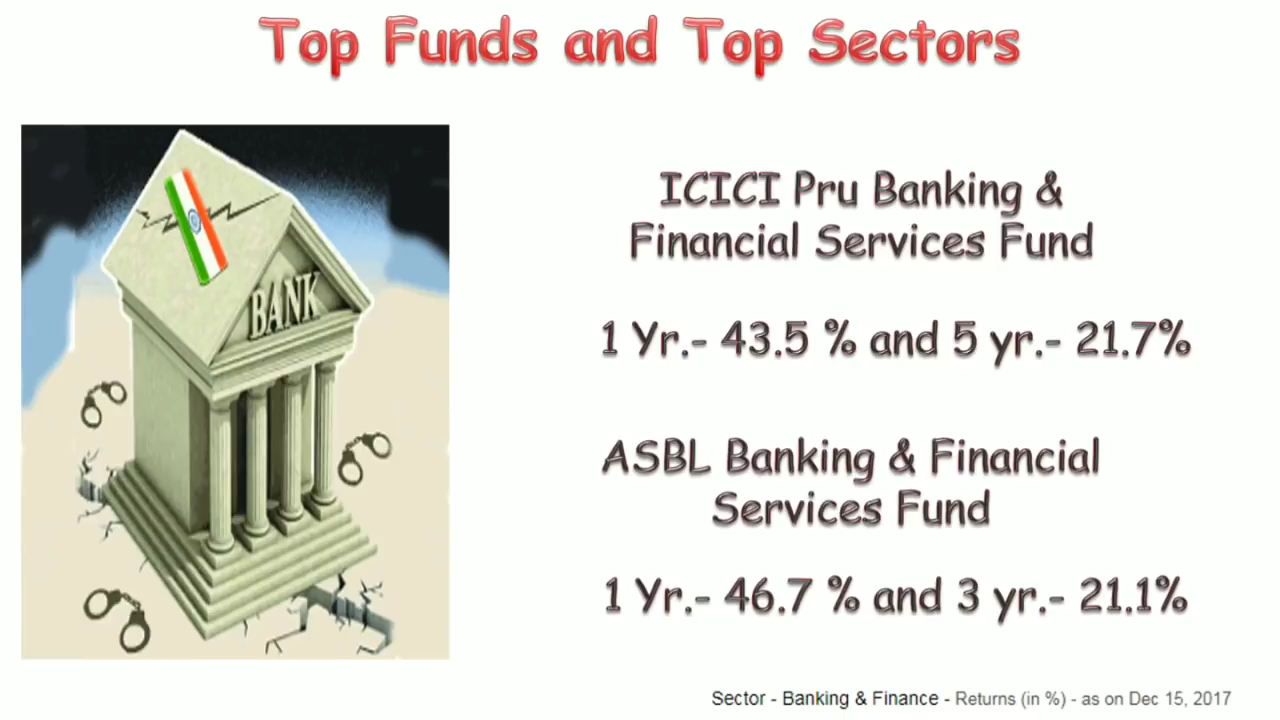 Top Funds and Top Sectors
BANK
ICICI Pru Banking &
Financial Services Fund
1 Yr.- 43.5 % and 5 yr.- 21.7%
ASBL Banking & Financial
Services Fund
1 Yr.- 46.7 % and 3 yr.- 21.1%
Sector - Banking & Finance - Returns (in %) - as on Dec 15, 2017